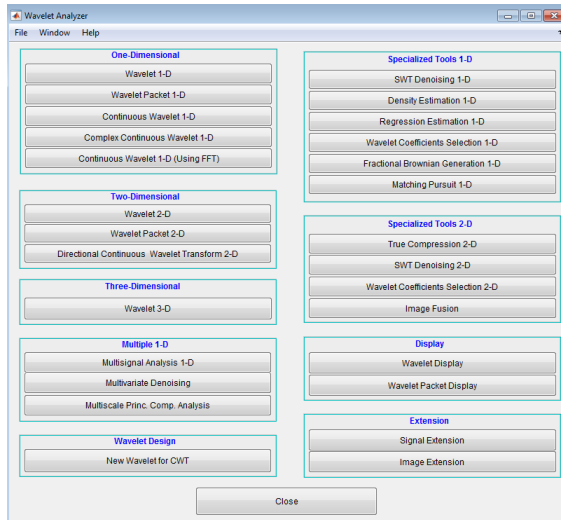 Wavelet Analyzer
File Window Help
One-Dimensional
Wavelet 1-D
Wavelet Packet 1-D
Continuous Wavelet 1-D
Complex Continuous Wavelet 1-D
Continuous Wavelet 1-D (Using FFT)
Two-Dimensional
Wavelet 2-D
Wavelet Packet 2-D
Directional Continuous Wavelet Transform 2-D
Three-Dimensional
Wavelet 3-D
Multiple 1-D
Multisignal Analysis 1-D
Multivariate Denoising
Multiscale Princ. Comp. Analysis
Wavelet Design
New Wavelet for CWT
Specialized Tools 1-D
SWT Denoising 1-D
Density Estimation 1-D
Regression Estimation 1-D
Wavelet Coefficients Selection 1-D
Fractional Brownian Generation 1-D
Matching Pursuit 1-D
Specialized Tools 2-D
True Compression 2-D
SWT Denoising 2-D
Wavelet Coefficients Selection 2-D
Image Fusion
Display
Wavelet Display
Wavelet Packet Display
Extension
Signal Extension
Image Extension
Close